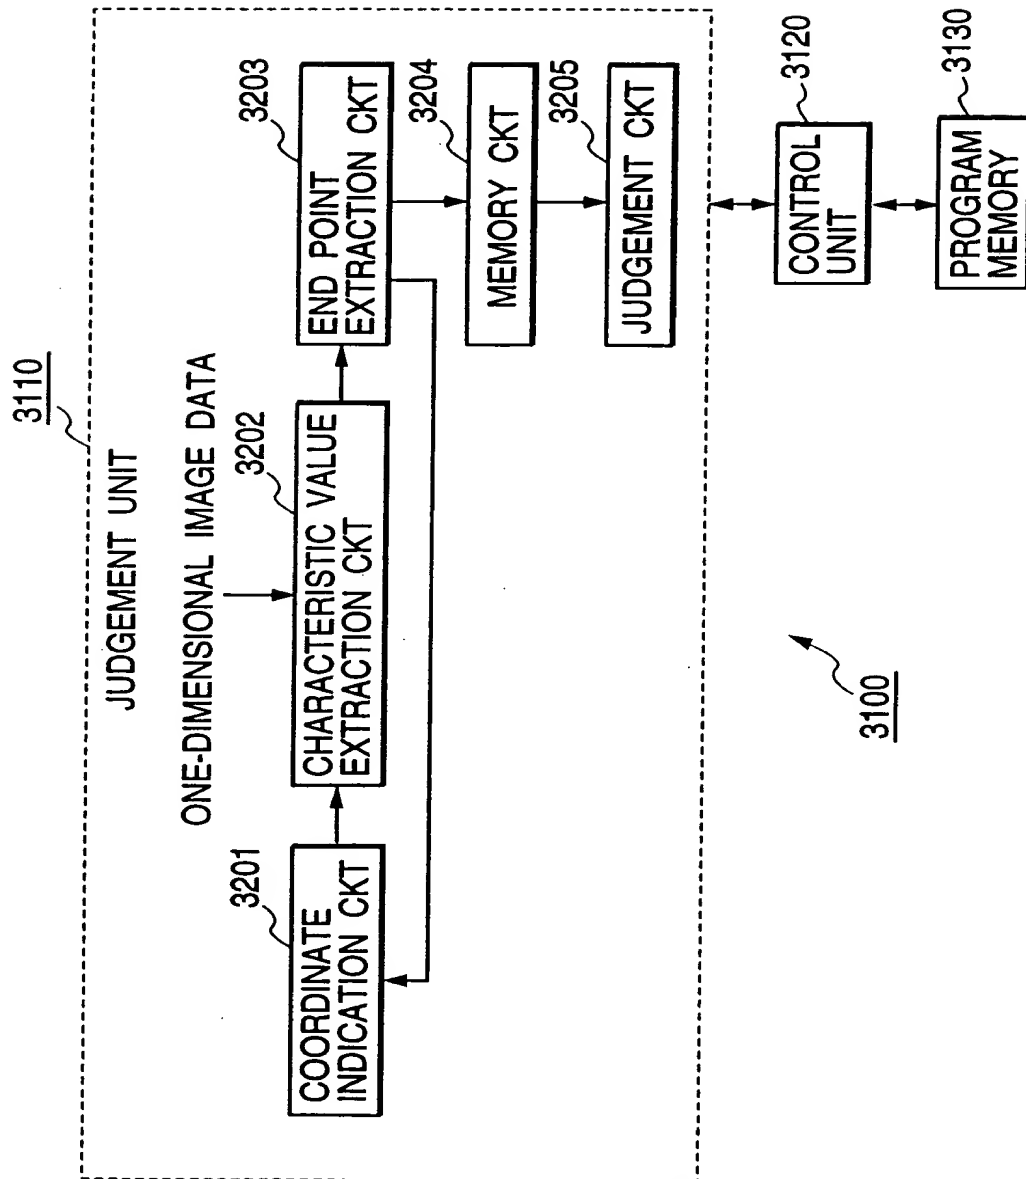 3110
JUDGEMENT UNIT
ONE-DIMENSIONAL IMAGE DATA
3201
COORDINATE
INDICATION CKT
3202
CHARACTERISTIC VALUE
EXTRACTION CKT
3203
END POINT
EXTRACTION CKT
3204
MEMORY CKT
3205
JUDGEMENT CKT
3120
CONTROL
UNIT
3130
PROGRAM
MEMORY
3100